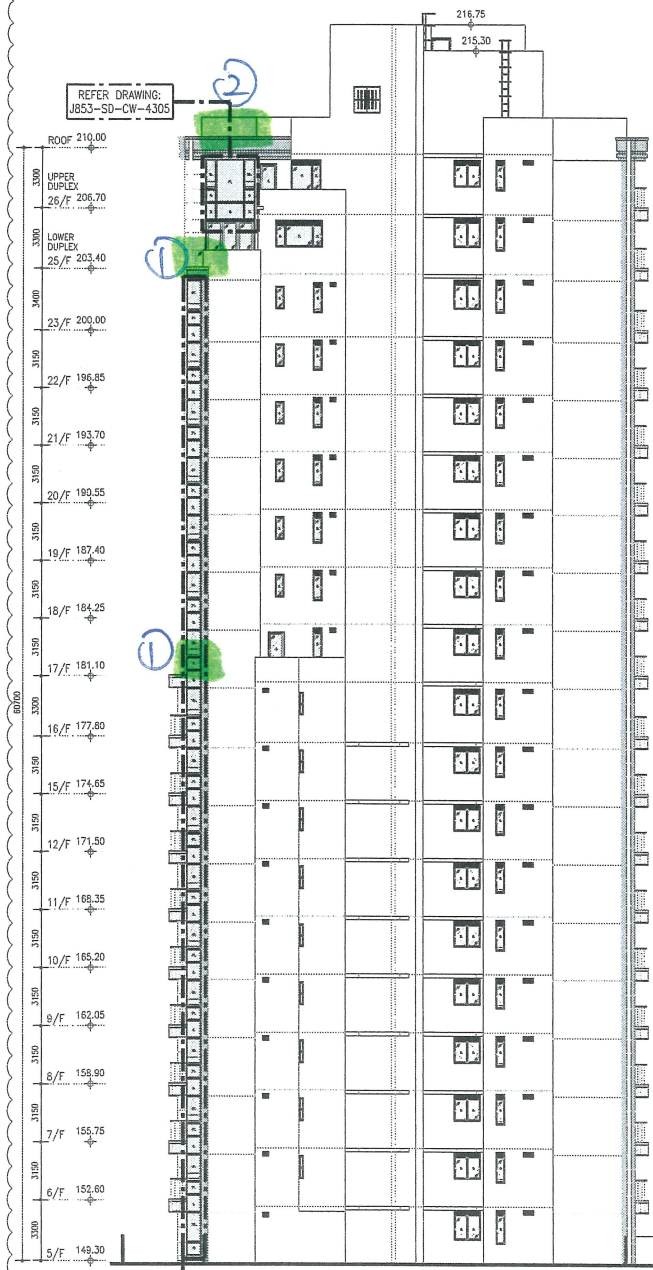 216.75
215.30
②
REFER DRAWING:
J853-SD-CW-4305
ROOF 210.00
3300
UPPER
DUPLEX
26/F 206.70
3300
LOWER
DUPLEX
25/F 203.40
①
3400
23/F 200.00
3150
22/F 196.85
3150
21/F 193.70
3150
20/F 190.55
3150
19/F 187.40
3150
18/F 184.25
3150
①
17/F 181.10
60700
3300
16/F 177.80
3150
15/F 174.65
3150
12/F 171.50
3150
11/F 168.35
3150
10/F 165.20
3150
9/F 162.05
3150
8/F 158.90
3150
7/F 155.75
3150
6/F 152.60
3300
5/F 149.30